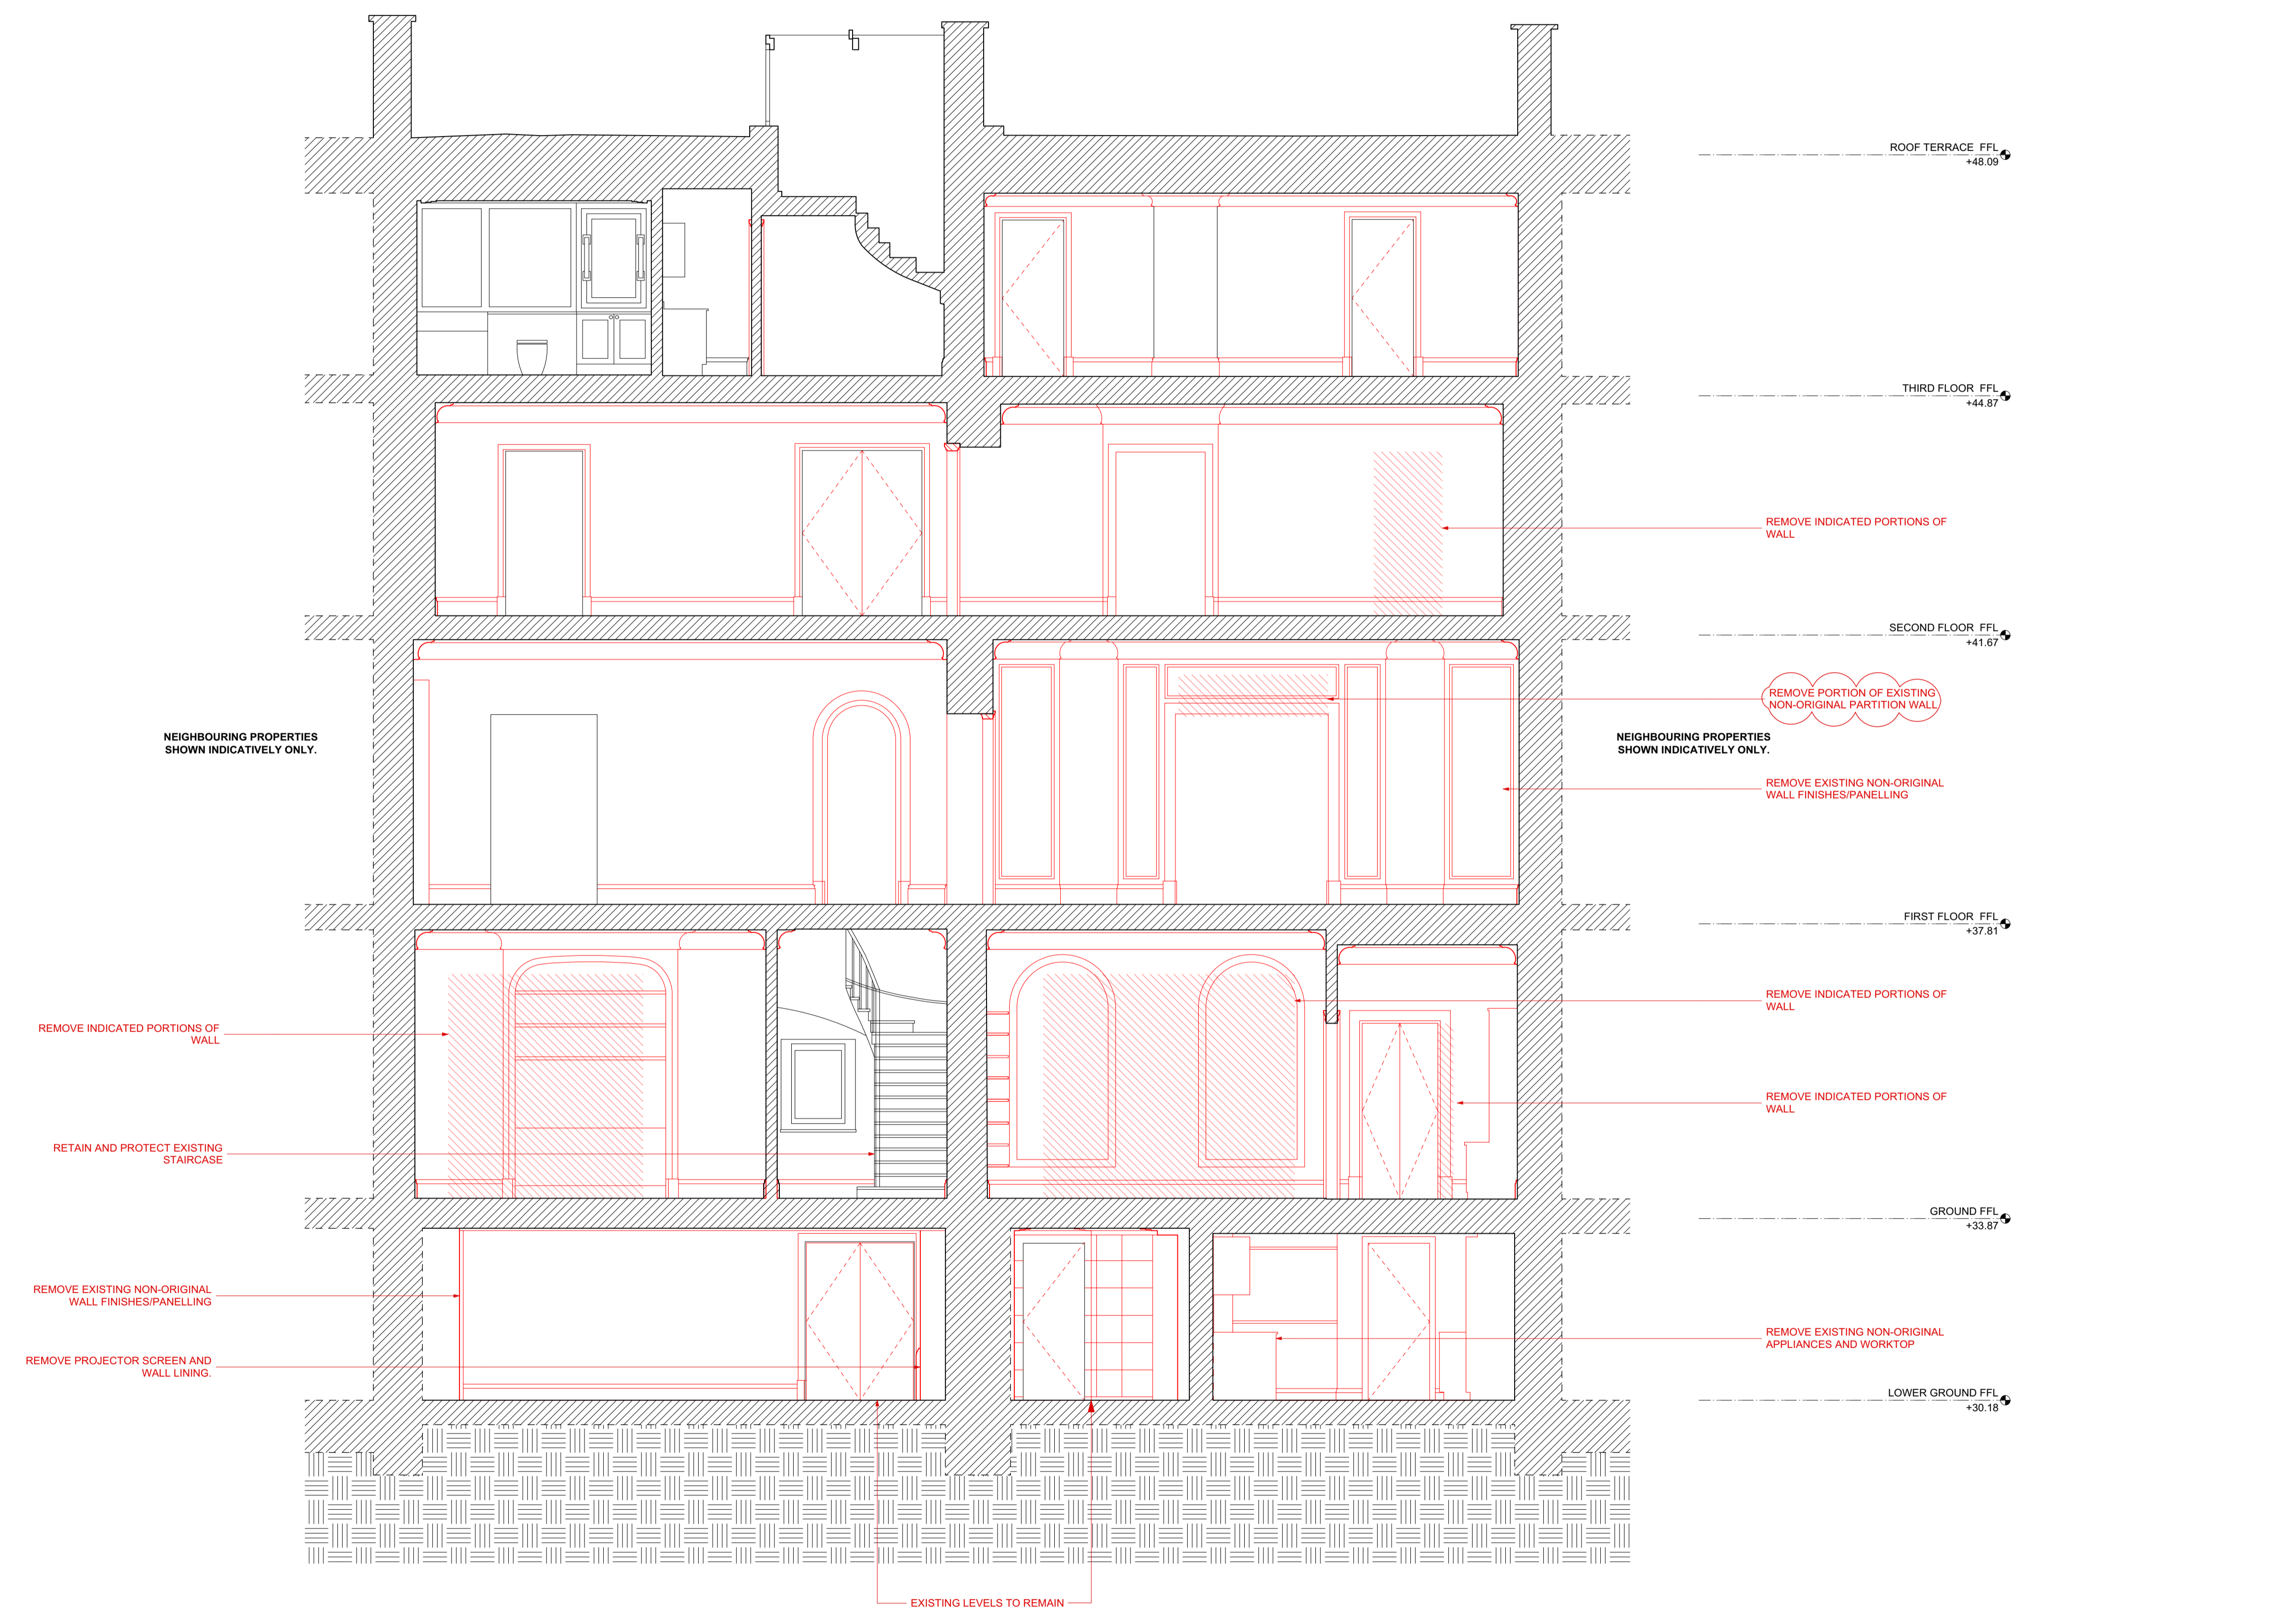 ROOF TERRACE  FFL
+48.09
THIRD FLOOR  FFL
+44.87
REMOVE INDICATED PORTIONS OF
WALL
SECOND FLOOR  FFL
+41.67
REMOVE PORTION OF EXISTING
NON-ORIGINAL PARTITION WALL
NEIGHBOURING PROPERTIES
SHOWN INDICATIVELY ONLY.
NEIGHBOURING PROPERTIES
SHOWN INDICATIVELY ONLY.
REMOVE EXISTING NON-ORIGINAL
WALL FINISHES/PANELLING
FIRST FLOOR  FFL
+37.81
REMOVE INDICATED PORTIONS OF
WALL
REMOVE INDICATED PORTIONS OF
WALL
REMOVE INDICATED PORTIONS OF
WALL
RETAIN AND PROTECT EXISTING
STAIRCASE
GROUND FFL
+33.87
REMOVE EXISTING NON-ORIGINAL
WALL FINISHES/PANELLING
REMOVE EXISTING NON-ORIGINAL
APPLIANCES AND WORKTOP
REMOVE PROJECTOR SCREEN AND
WALL LINING.
LOWER GROUND FFL
+30.18
EXISTING LEVELS TO REMAIN